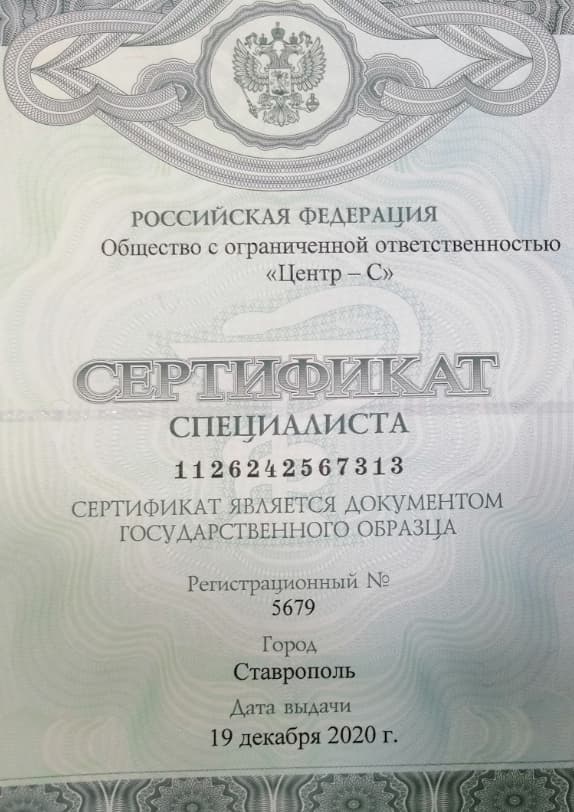 РОССИЙСКАЯ ФЕДЕРАЦИЯ
Общество с ограниченной ответственностью
«Центр – С»
СЕРТИФИКАТ
СПЕЦИАЛИСТА
1126242567313
СЕРТИФИКАТ ЯВЛЯЕТСЯ ДОКУМЕНТОМ
ГОСУДАРСТВЕННОГО ОБРАЗЦА
Регистрационный №
5679
Город
Ставрополь
Дата выдачи
19 декабря 2020 г.